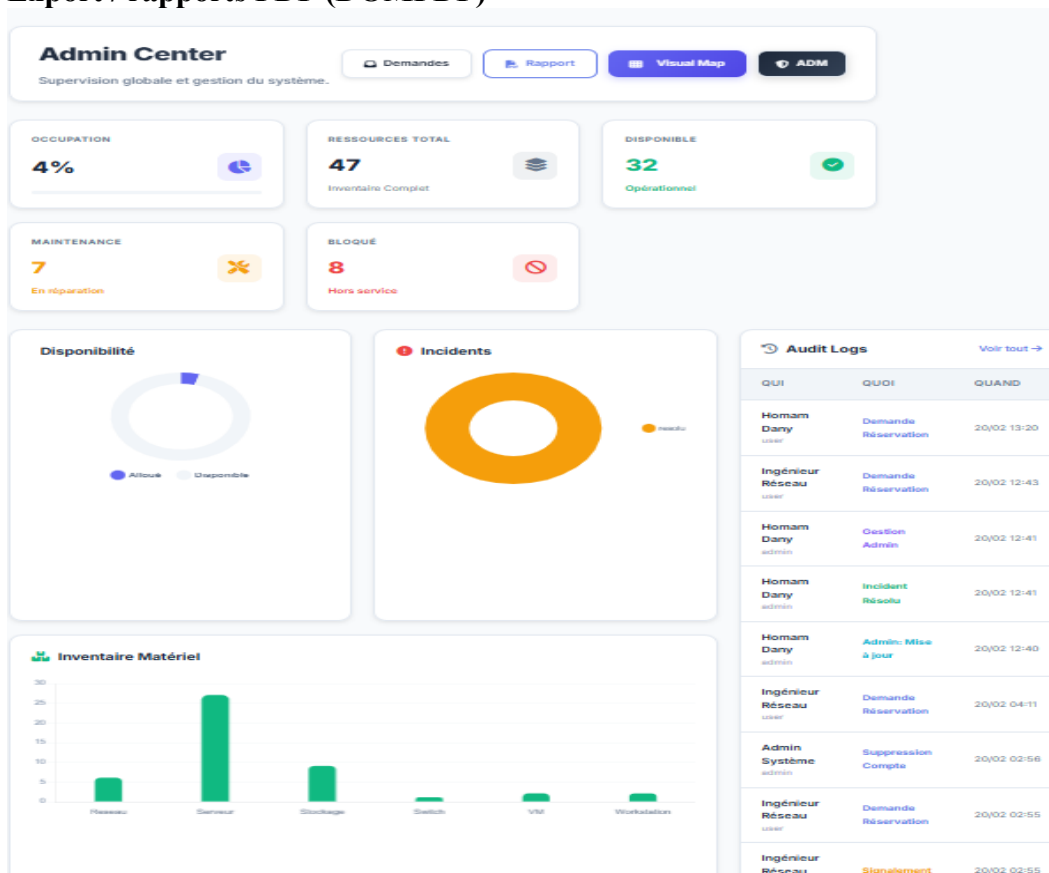 Export / rapports PDF (DOMPDF)
Admin Center
Supervision globale et gestion du système.
Demandes
Rapport
Visual Map
ADM
OCCUPATION
4%
RESSOURCES TOTAL
47
Inventaire Complet
DISPONIBLE
32
Opérationnel
MAINTENANCE
7
En réparation
BLOQUÉ
8
Hors service
Disponibilité
Alloué
Disponible
Incidents
resolu
Audit Logs
Voir tout →
QUI QUOI QUAND
Homam
Dany
user
Demande
Réservation
20/02 13:20
Ingénieur
Réseau
user
Demande
Réservation
20/02 12:43
Homam
Dany
admin
Gestion
Admin
20/02 12:41
Homam
Dany
admin
Incident
Résolu
20/02 12:41
Homam
Dany
admin
Admin: Mise
à jour
20/02 12:40
Ingénieur
Réseau
user
Demande
Réservation
20/02 04:11
Admin
Système
admin
Suppression
Compte
20/02 02:56
Ingénieur
Réseau
user
Demande
Réservation
20/02 02:55
Ingénieur
Réseau
Signalement
20/02 02:55
Inventaire Matériel
30
25
20
15
10
5
0
Reseau
Serveur
Stockage
Switch
VM
Workstation